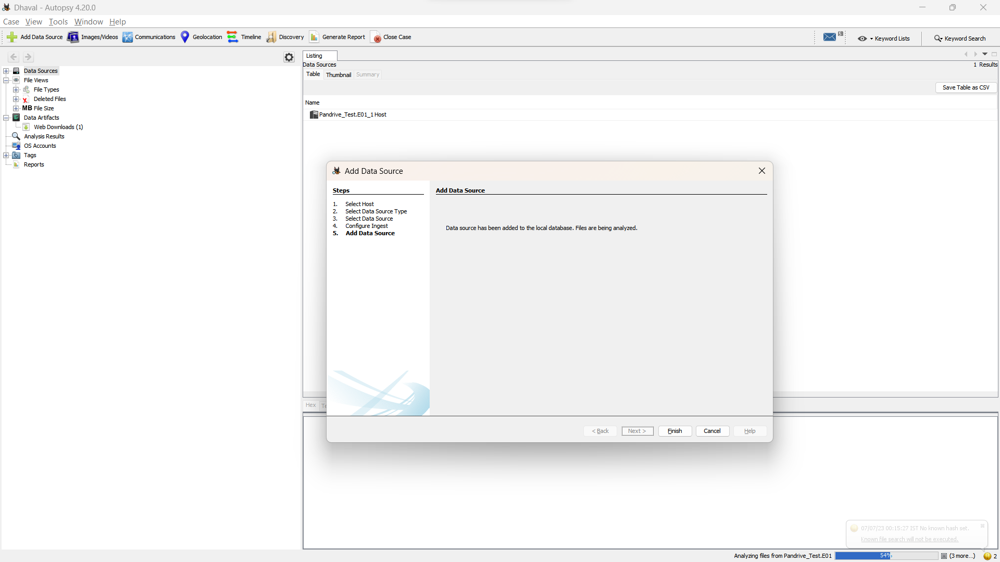 Dhaval - Autopsy 4.20.0
Case View Tools Window Help
Add Data Source Images/Videos Communications Geolocation Timeline Discovery Generate Report Close Case 5 Keyword Lists Keyword Search
Data Sources
File Views
File Types
Deleted Files
MB File Size
Data Artifacts
Web Downloads (1)
Analysis Results
OS Accounts
Tags
Reports
Listing
Data Sources 1 Results
Table Thumbnail Summary
Save Table as CSV
Name
Pandrive_Test.E01_1 Host
Add Data Source
Steps
1. Select Host
2. Select Data Source Type
3. Select Data Source
4. Configure Ingest
5. Add Data Source
Add Data Source
Data source has been added to the local database. Files are being analyzed.
< Back Next > Finish Cancel Help
Hex
07/07/23 00:15:27 IST No known hash set.
Known file search will not be executed.
Analyzing files from Pandrive_Test.E01 54% (3 more...) 2